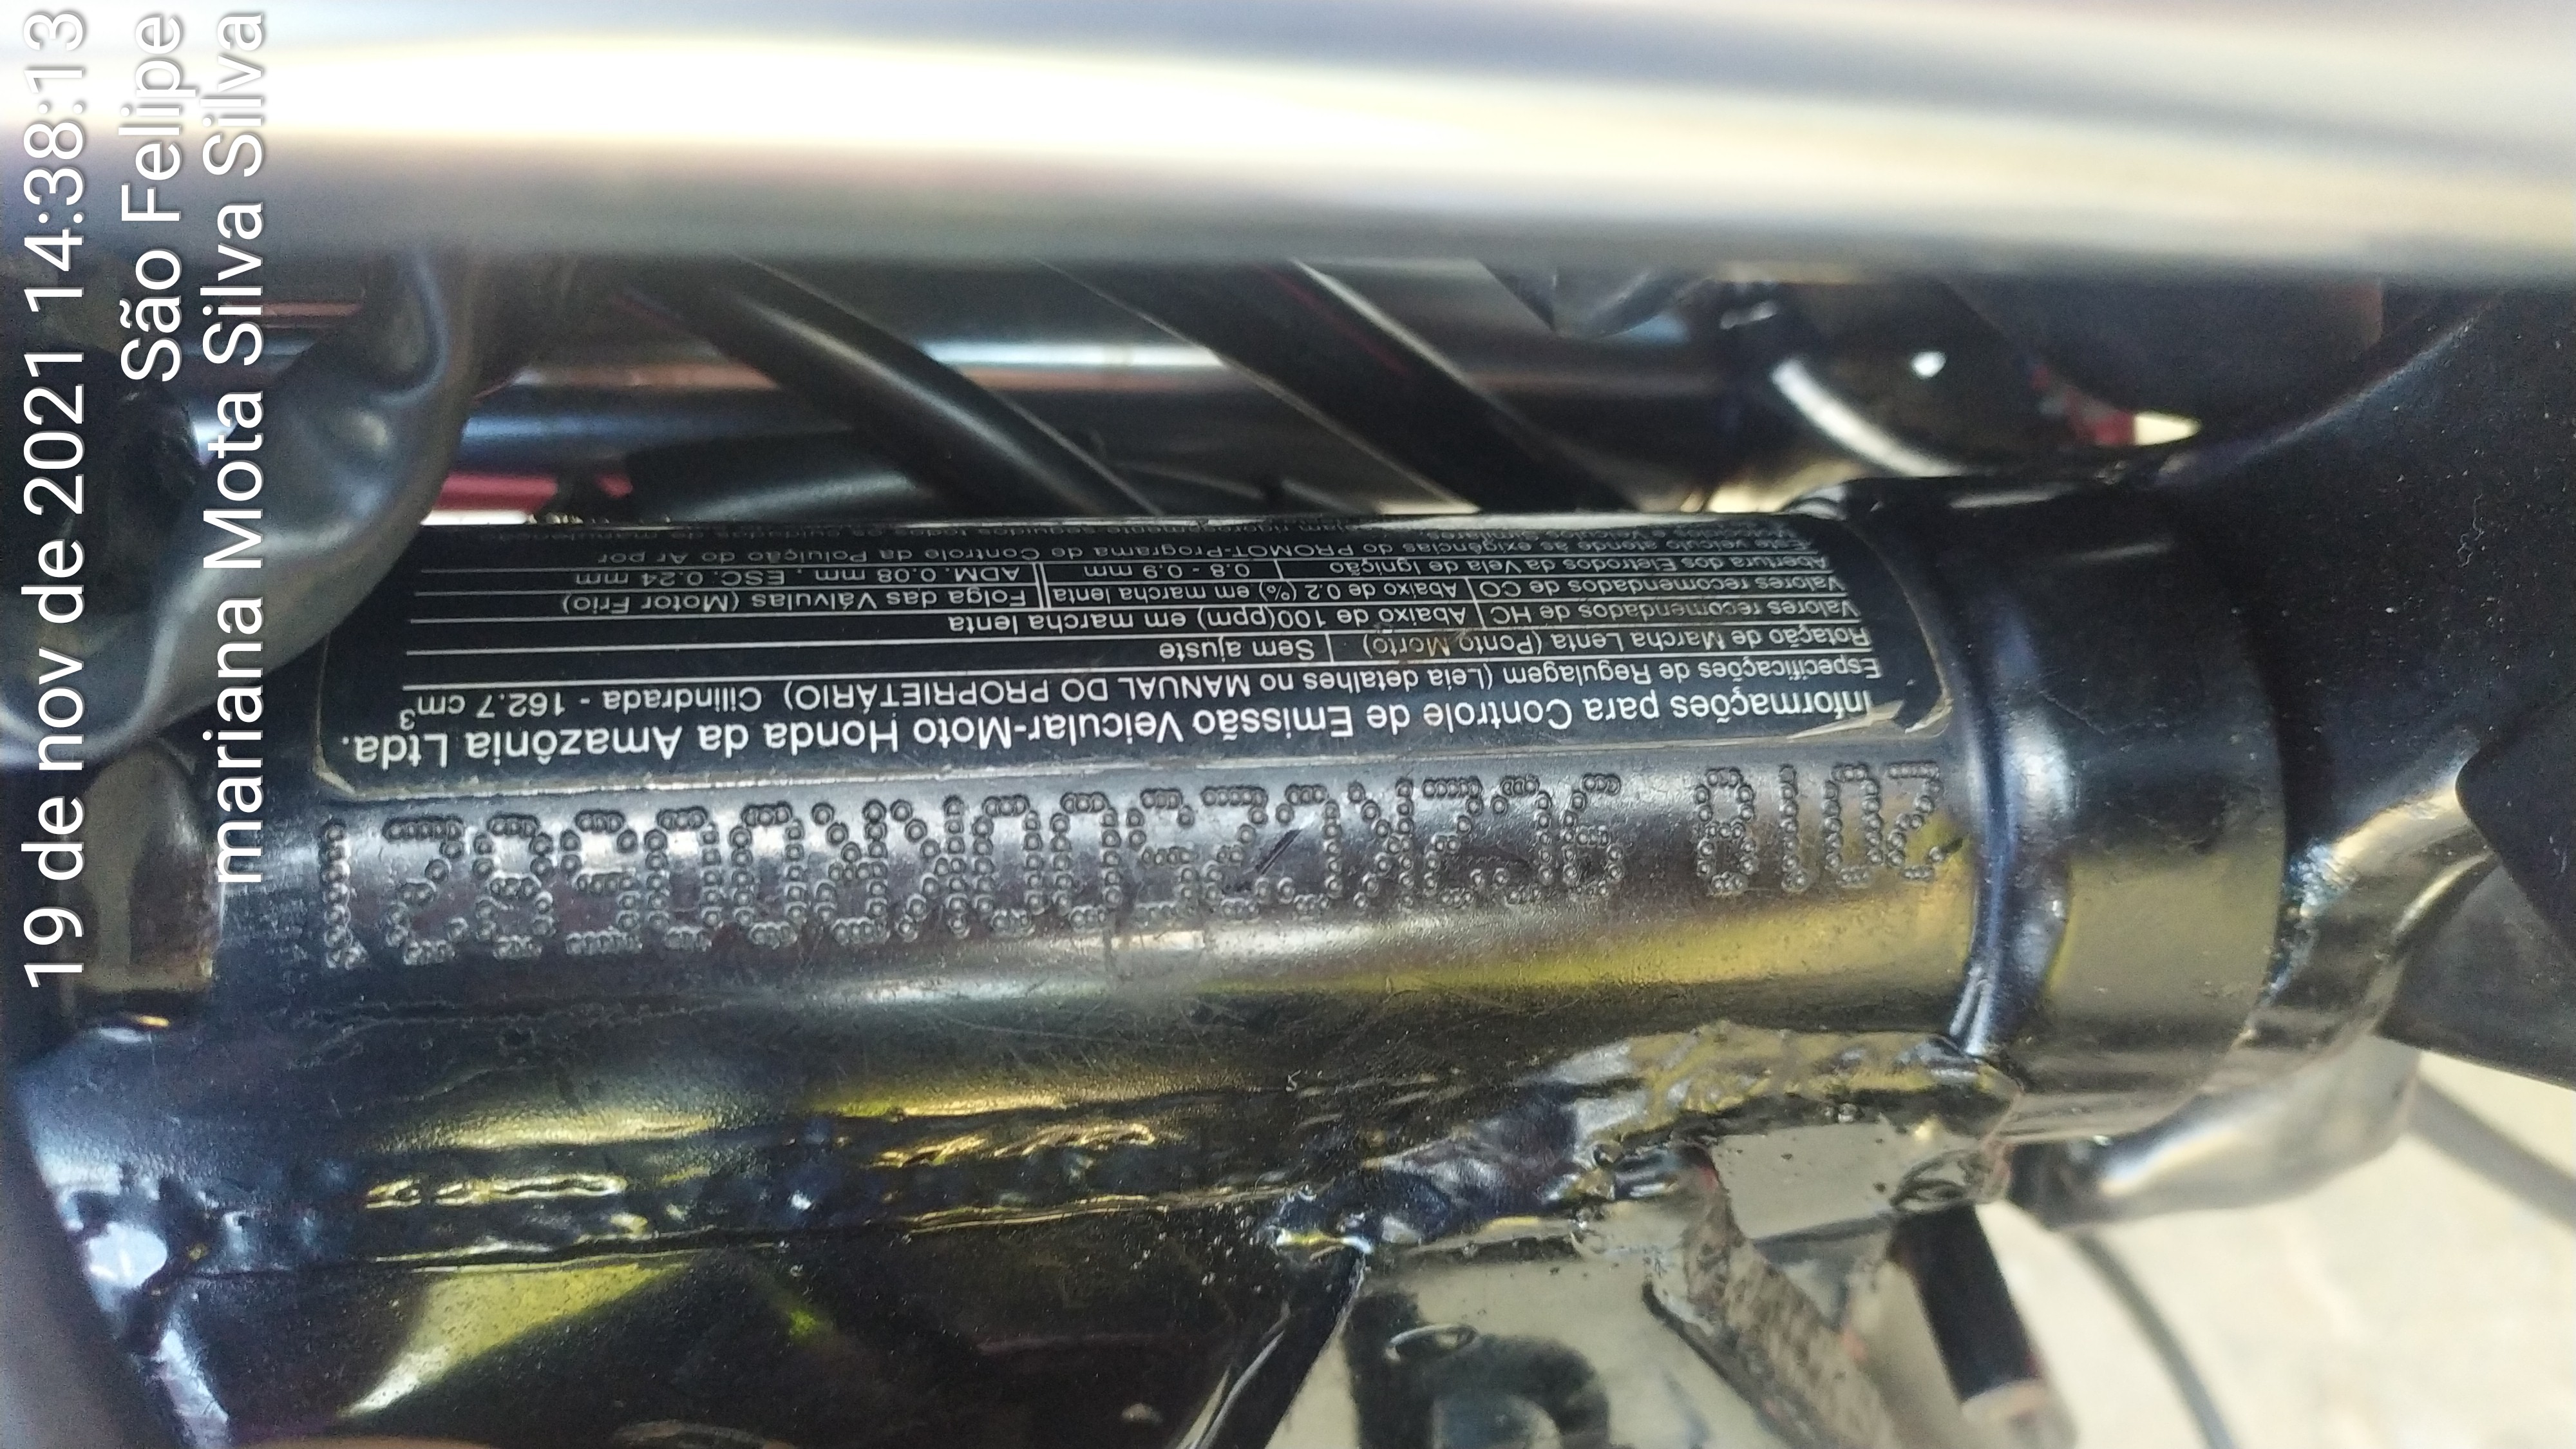 19 de nov de 2021 14:38:13
São Felipe
mariana Mota Silva Silva
2018
Informações para Controle de Emissão Veicular-Moto Honda da Amazônia Ltda.
Especificações de Regulagem (Leia detalhes no MANUAL DO PROPRIETÁRIO) Cilindrada - 162.7 cm³
Rotação de Marcha Lenta (Ponto Morto) Sem ajuste
Valores recomendados de HC Abaixo de 100(ppm) em marcha lenta
Valores recomendados de CO Abaixo de 0.2 (%) em marcha lenta Folga das Válvulas (Motor Frio)
Abertura dos Eletrodos da Vela de Ignição 0.8 - 0.9 mm ADM. 0.08 mm , ESC. 0.24 mm
Este veículo atende às exigências do PROMOT-Programa de Controle da Poluição do Ar por